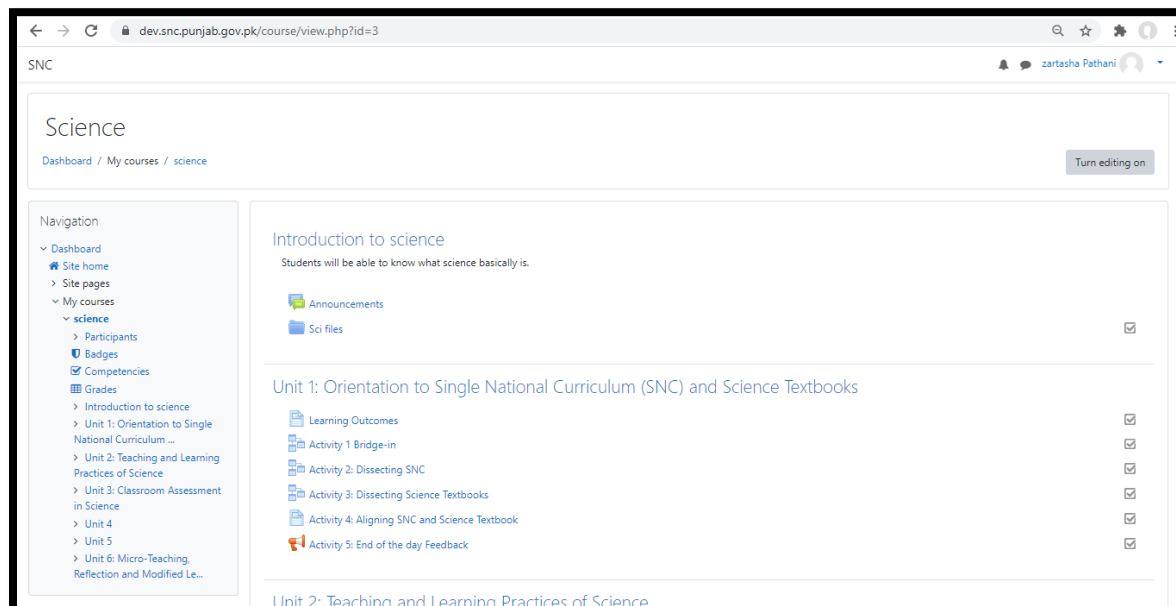 dev.snc.punjab.gov.pk/course/view.php?id=3
SNC
zartasha Pathani
Science
Dashboard / My courses / science
Turn editing on
Navigation
Dashboard
Site home
Site pages
My courses
science
Participants
Badges
Competencies
Grades
Introduction to science
Unit 1: Orientation to Single
National Curriculum ...
Unit 2: Teaching and Learning
Practices of Science
Unit 3: Classroom Assessment
in Science
Unit 4
Unit 5
Unit 6: Micro-Teaching,
Reflection and Modified Le...
Introduction to science
Students will be able to know what science basically is.
Announcements
Sci files
Unit 1: Orientation to Single National Curriculum (SNC) and Science Textbooks
Learning Outcomes
Activity 1 Bridge-in
Activity 2: Dissecting SNC
Activity 3: Dissecting Science Textbooks
Activity 4: Aligning SNC and Science Textbook
Activity 5: End of the day Feedback
Unit 2: Teaching and Learning Practices of Science